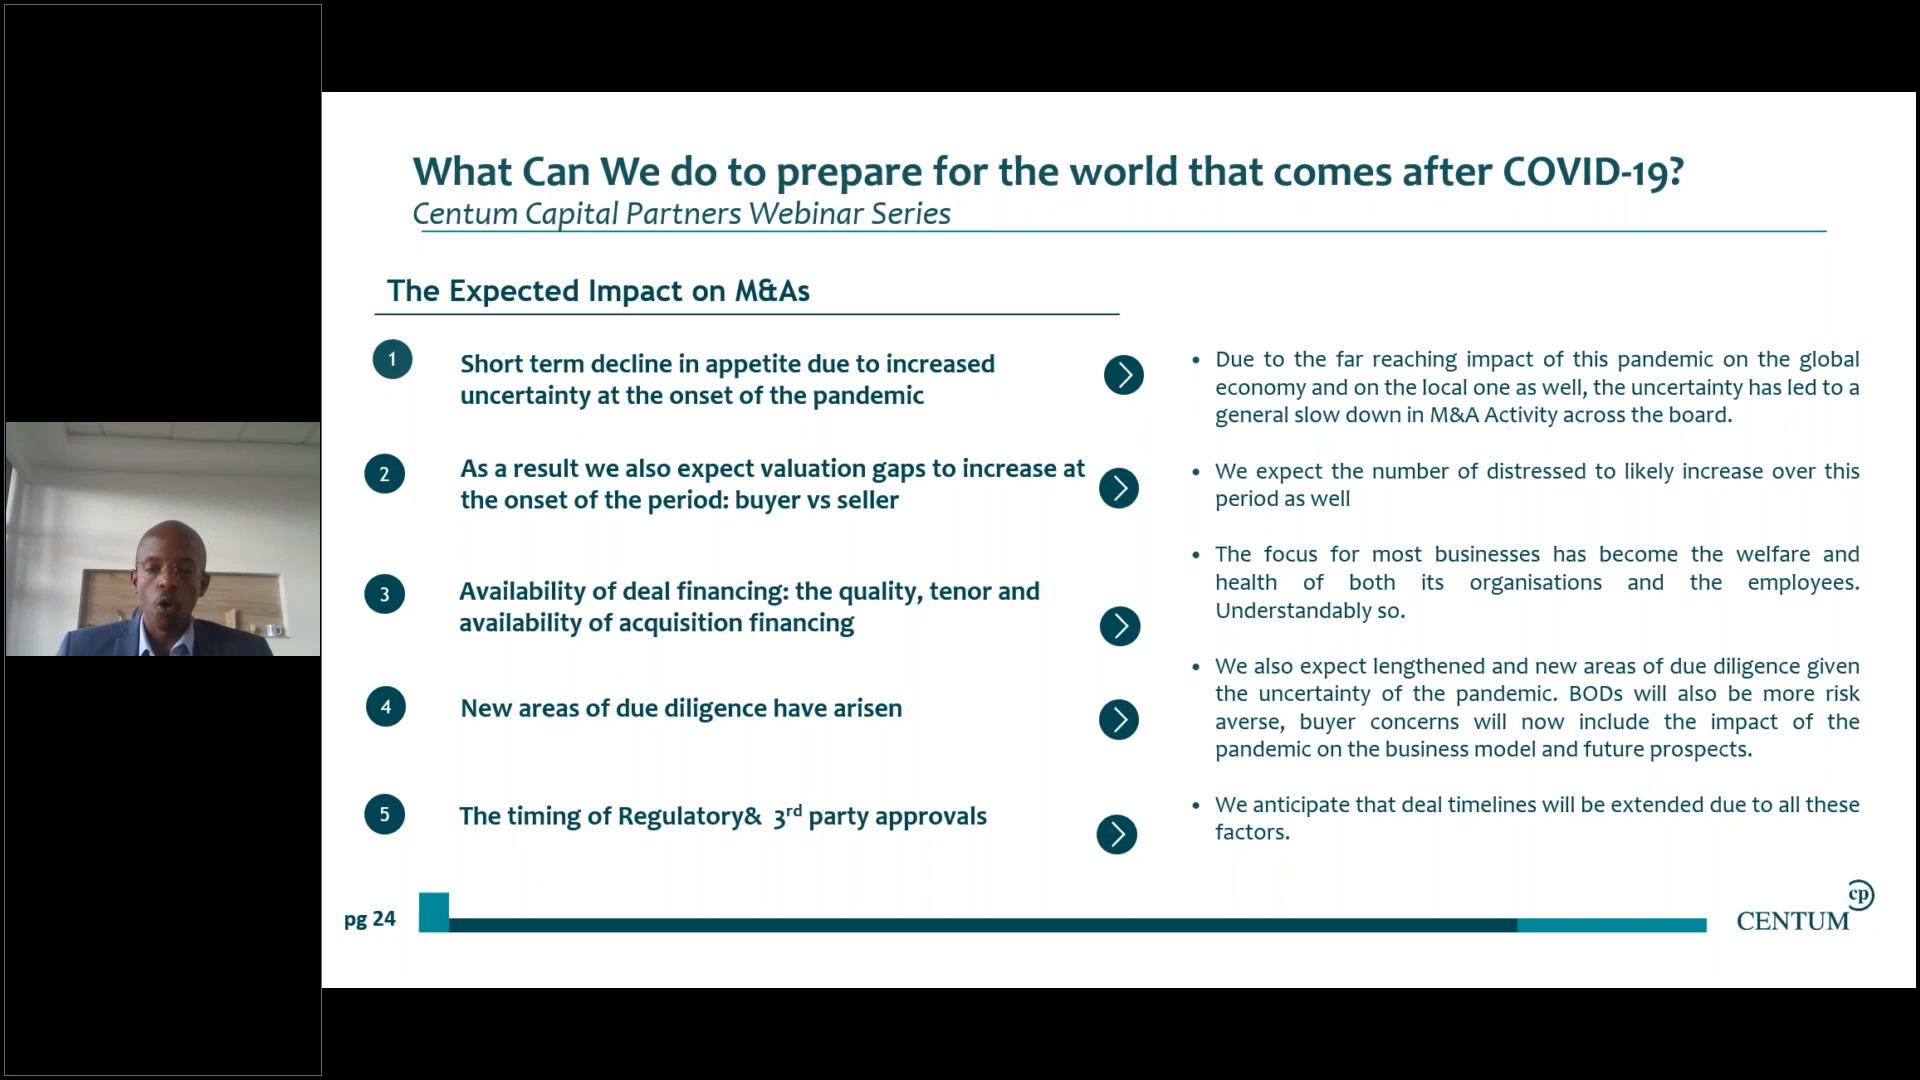 What Can We do to prepare for the world that comes after COVID-19?
Centum Capital Partners Webinar Series
The Expected Impact on M&As
1
Short term decline in appetite due to increased
uncertainty at the onset of the pandemic
2
As a result we also expect valuation gaps to increase at
the onset of the period: buyer vs seller
3
Availability of deal financing: the quality, tenor and
availability of acquisition financing
4
New areas of due diligence have arisen
5
The timing of Regulatory& 3rd party approvals
• Due to the far reaching impact of this pandemic on the global
economy and on the local one as well, the uncertainty has led to a
general slow down in M&A Activity across the board.
• We expect the number of distressed to likely increase over this
period as well
• The focus for most businesses has become the welfare and
health of both its organisations and the employees.
Understandably so.
• We also expect lengthened and new areas of due diligence given
the uncertainty of the pandemic. BODs will also be more risk
averse, buyer concerns will now include the impact of the
pandemic on the business model and future prospects.
• We anticipate that deal timelines will be extended due to all these
factors.
pg 24
CENTUM
cp